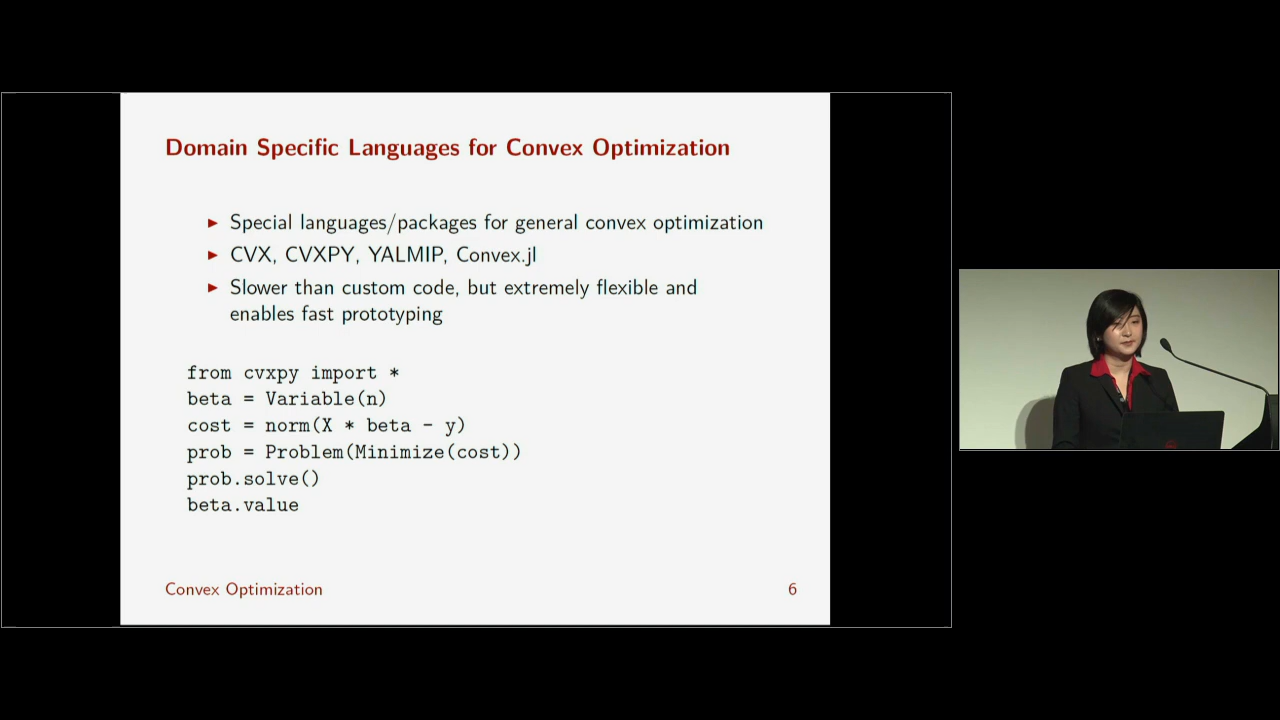 Domain Specific Languages for Convex Optimization
▶ Special languages/packages for general convex optimization
▶ CVX, CVXPY, YALMIP, Convex.jl
▶ Slower than custom code, but extremely flexible and
enables fast prototyping
from cvxpy import *
beta = Variable(n)
cost = norm(X * beta - y)
prob = Problem(Minimize(cost))
prob.solve()
beta.value
Convex Optimization 6